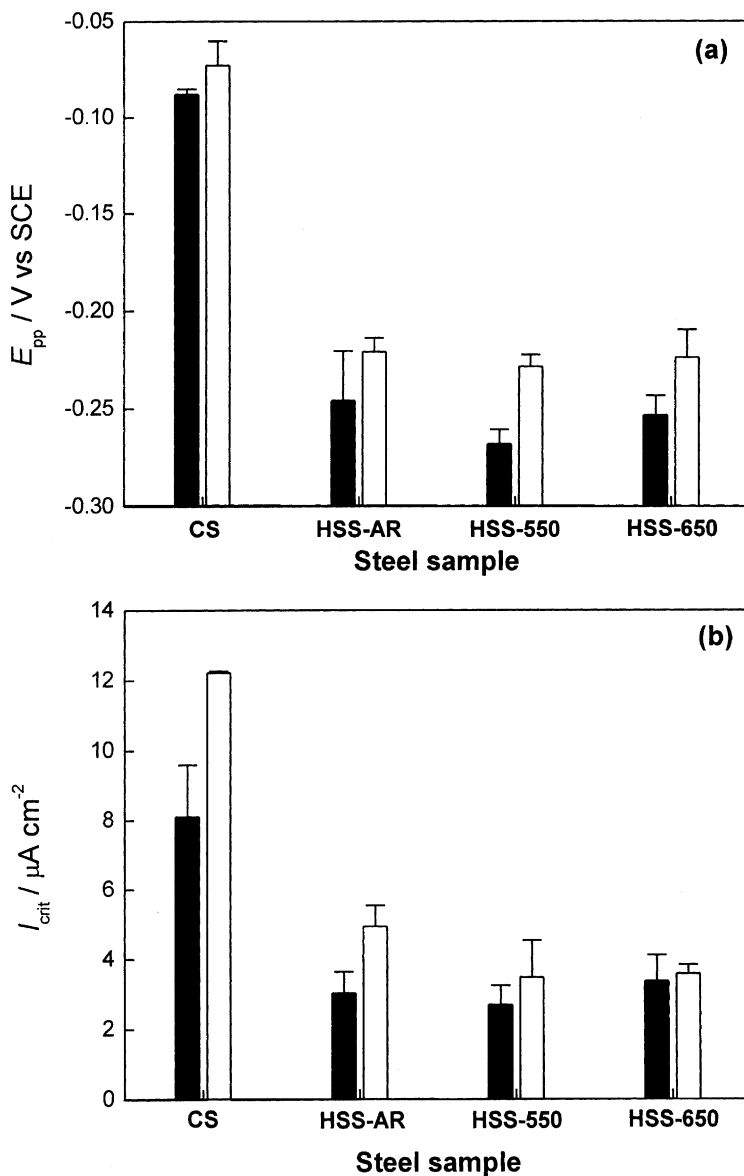 (a)
E_pp / V vs SCE
-0.05
-0.10
-0.15
-0.20
-0.25
-0.30
CS HSS-AR HSS-550 HSS-650
Steel sample
(b)
I_crit / μA cm⁻²
14
12
10
8
6
4
2
0
CS HSS-AR HSS-550 HSS-650
Steel sample